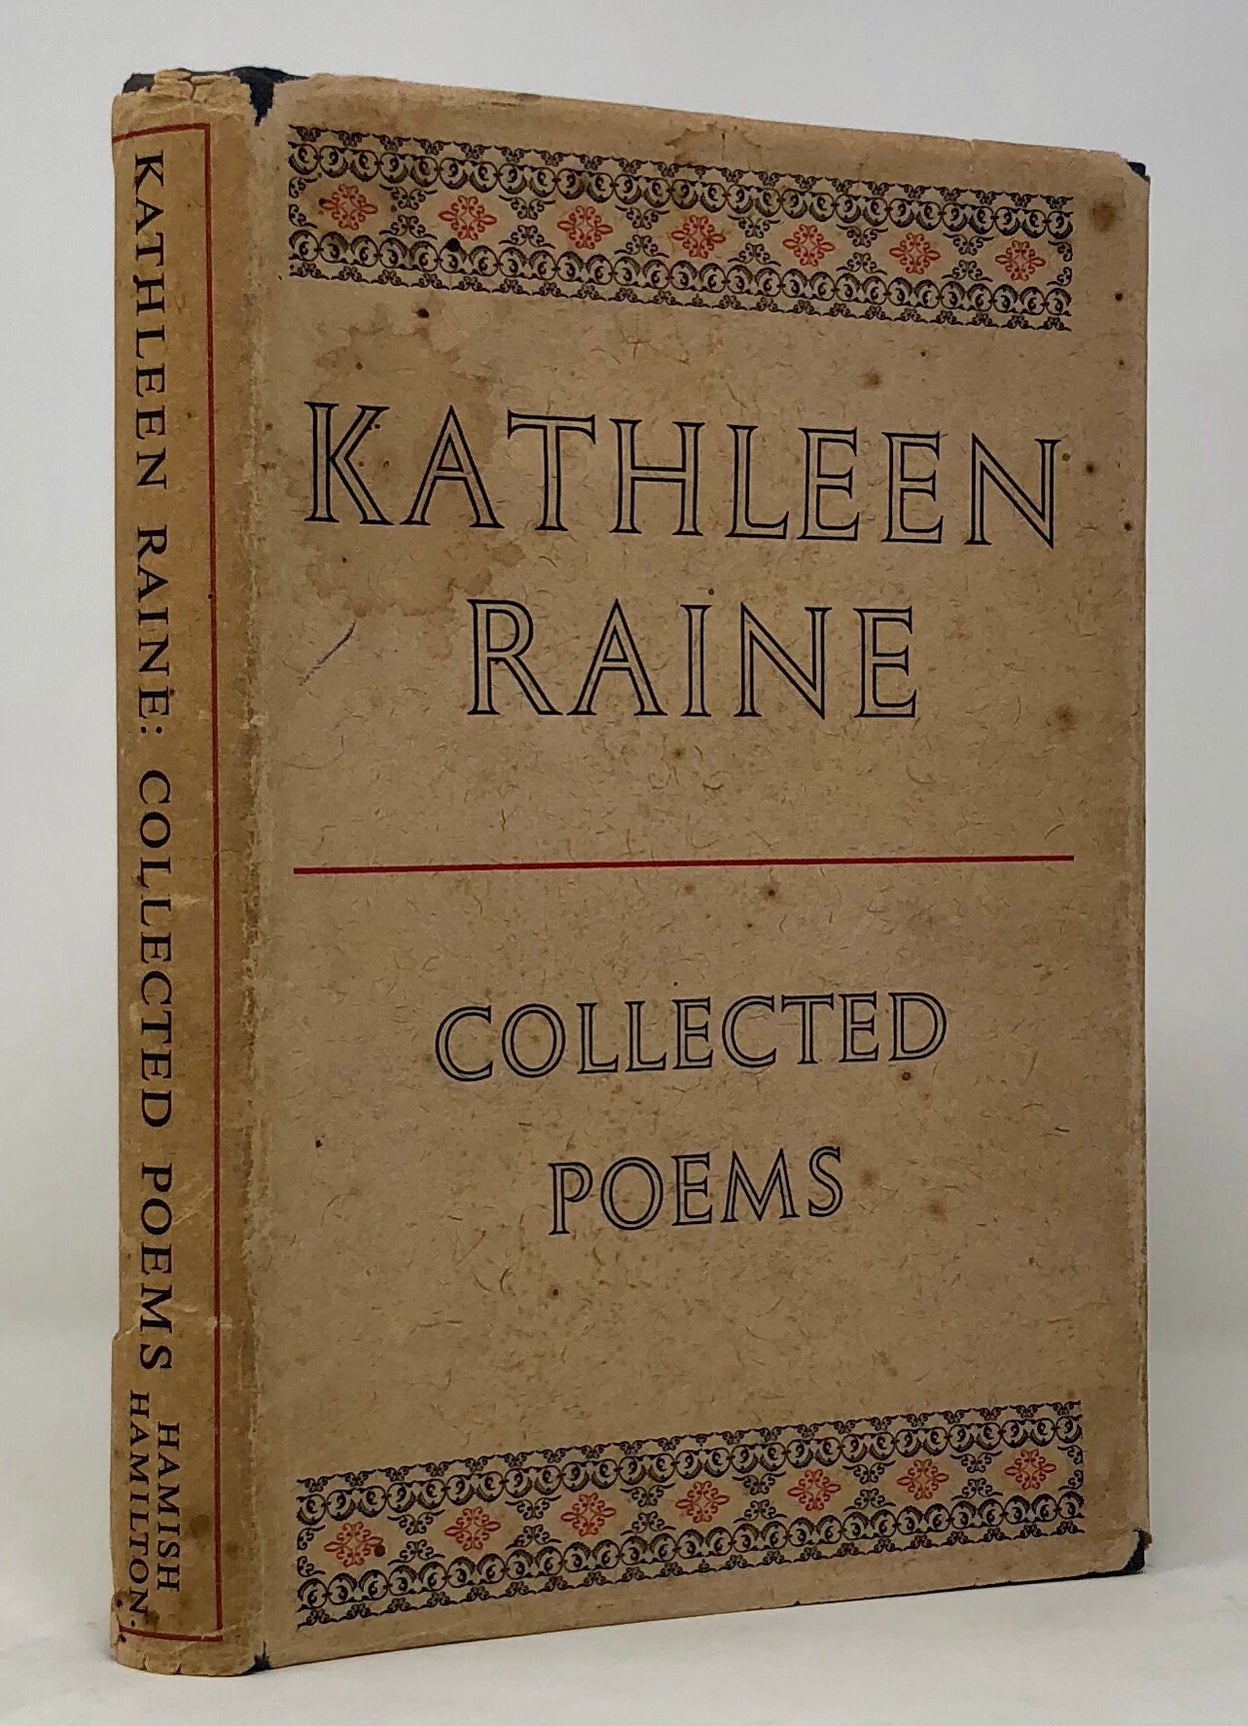 KATHLEEN RAINE: COLLECTED POEMS
HAMISH
HAMILTON
KATHLEEN
RAINE
COLLECTED
POEMS